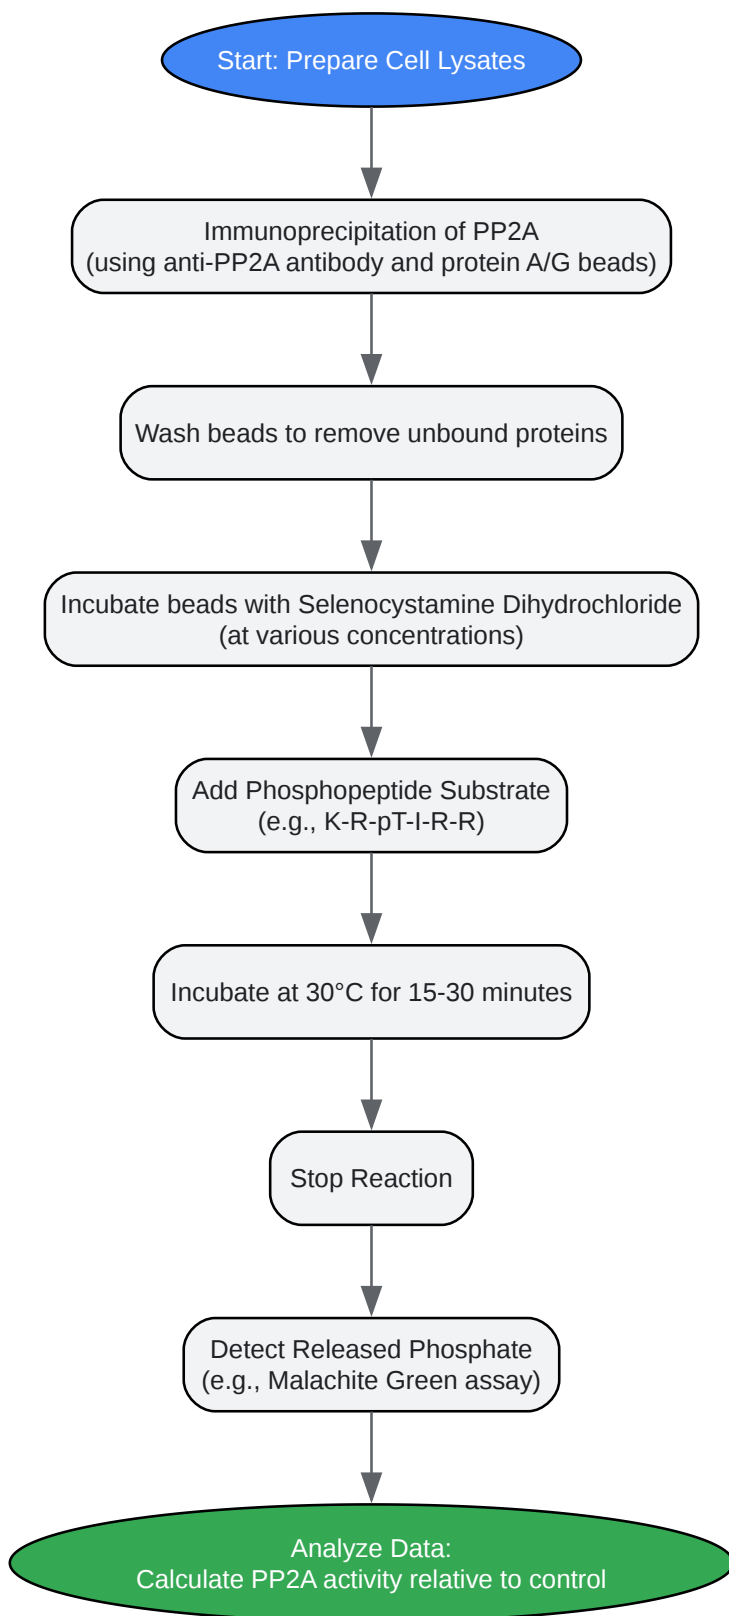 Start: Prepare Cell Lysates
Immunoprecipitation of PP2A
(using anti-PP2A antibody and protein A/G beads)
Wash beads to remove unbound proteins
Incubate beads with Selenocystamine Dihydrochloride
(at various concentrations)
Add Phosphopeptide Substrate
(e.g., K-R-pT-I-R-R)
Incubate at 30°C for 15-30 minutes
Stop Reaction
Detect Released Phosphate
(e.g., Malachite Green assay)
Analyze Data:
Calculate PP2A activity relative to control